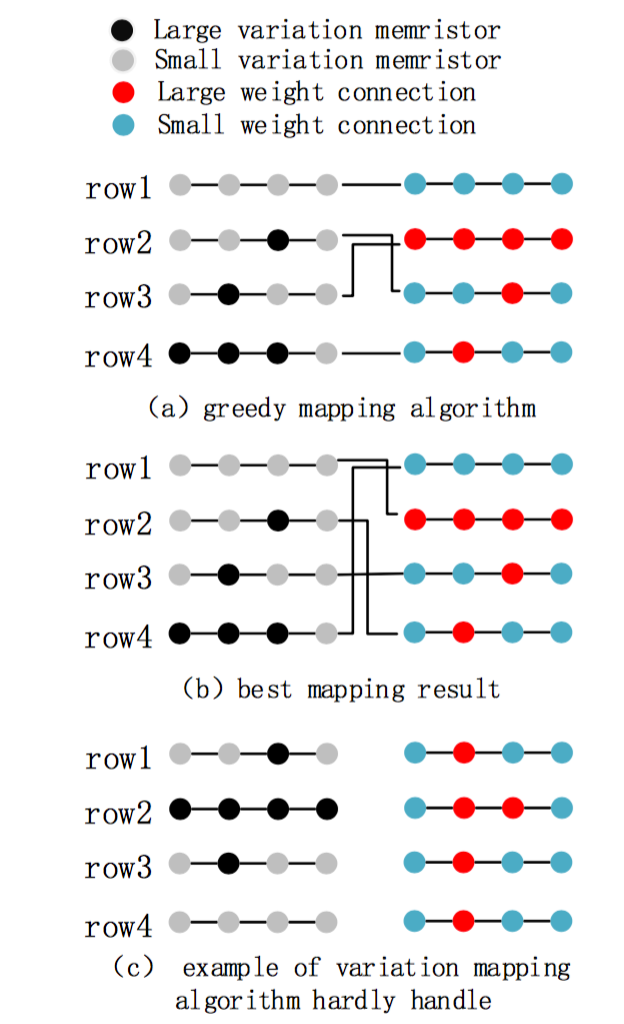 Large variation memristor
Small variation memristor
Large weight connection
Small weight connection
row1
row2
row3
row4
（a）greedy mapping algorithm
row1
row2
row3
row4
（b）best mapping result
row1
row2
row3
row4
（c） example of variation mapping
algorithm hardly handle